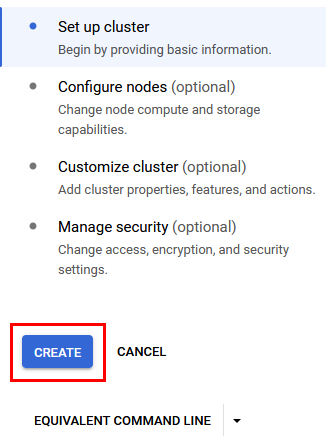 Set up cluster
Begin by providing basic information.
Configure nodes (optional)
Change node compute and storage
capabilities.
Customize cluster (optional)
Add cluster properties, features, and actions.
Manage security (optional)
Change access, encryption, and security
settings.
CREATE CANCEL
EQUIVALENT COMMAND LINE